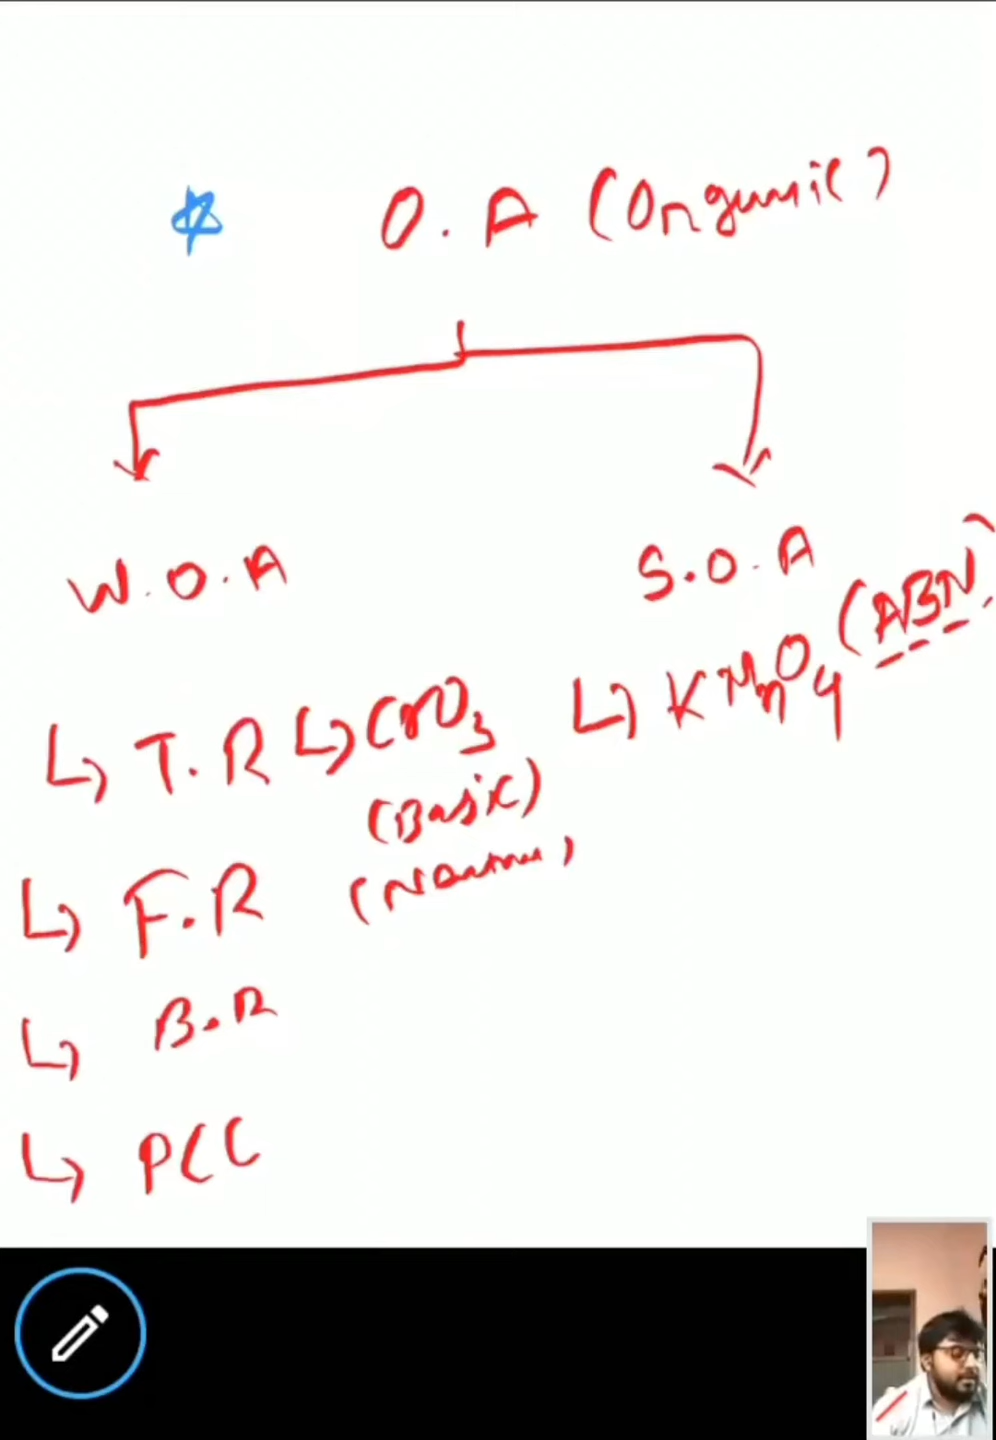 O.A (Organic)
W.O.A
S.O.A
↳ T.R ↳ CrO3
(Basic)
↳ KMnO4 (ABN)
↳ F.R
↳ B.R
↳ PCC